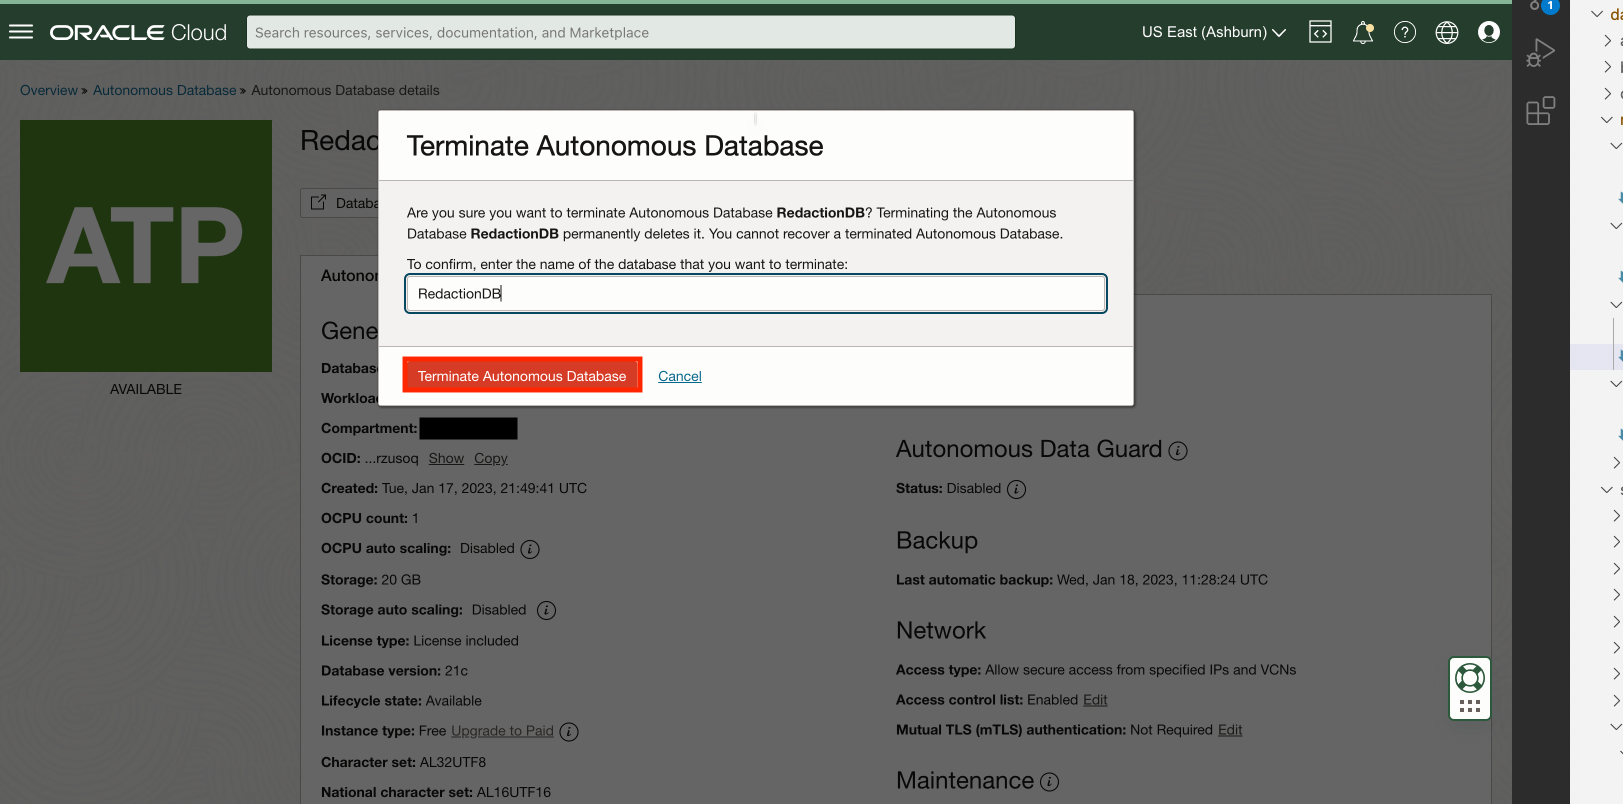 ORACLE Cloud
Search resources, services, documentation, and Marketplace
US East (Ashburn)
1
Overview » Autonomous Database » Autonomous Database details
ATP
AVAILABLE
Terminate Autonomous Database
Are you sure you want to terminate Autonomous Database RedactionDB? Terminating the Autonomous
Database RedactionDB permanently deletes it. You cannot recover a terminated Autonomous Database.
To confirm, enter the name of the database that you want to terminate:
RedactionDB
Terminate Autonomous Database Cancel
Compartment:
OCID: ...rzusoq Show Copy
Created: Tue, Jan 17, 2023, 21:49:41 UTC
OCPU count: 1
OCPU auto scaling: Disabled
Storage: 20 GB
Storage auto scaling: Disabled
License type: License included
Database version: 21c
Lifecycle state: Available
Instance type: Free Upgrade to Paid
Character set: AL32UTF8
National character set: AL16UTF16
Autonomous Data Guard
Status: Disabled
Backup
Last automatic backup: Wed, Jan 18, 2023, 11:28:24 UTC
Network
Access type: Allow secure access from specified IPs and VCNs
Access control list: Enabled Edit
Mutual TLS (mTLS) authentication: Not Required Edit
Maintenance